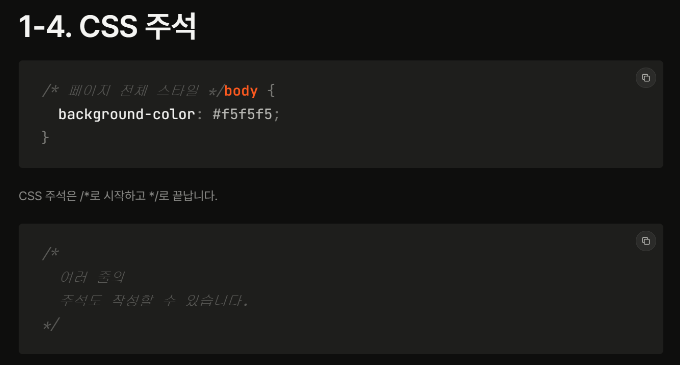 1-4. CSS 주석
/* 페이지 전체 스타일 */body {
background-color: #f5f5f5;
}
CSS 주석은 /*로 시작하고 */로 끝납니다.
/*
여러 줄의
주석도 작성할 수 있습니다.
*/